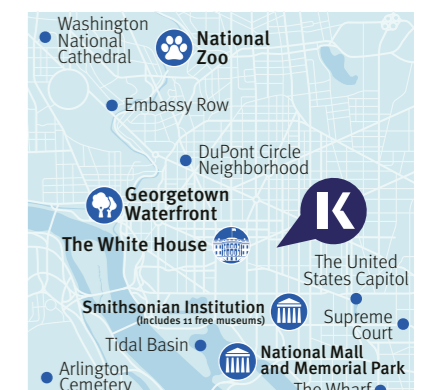 Washington
National
Cathedral
National
Zoo
Embassy Row
DuPont Circle
Neighborhood
Georgetown
Waterfront
K
The White House
The United
States Capitol
Smithsonian Institution
(Includes 11 free museums)
Supreme
Court
Tidal Basin
National Mall
and Memorial Park
Arlington
Cemetery
The Wharf